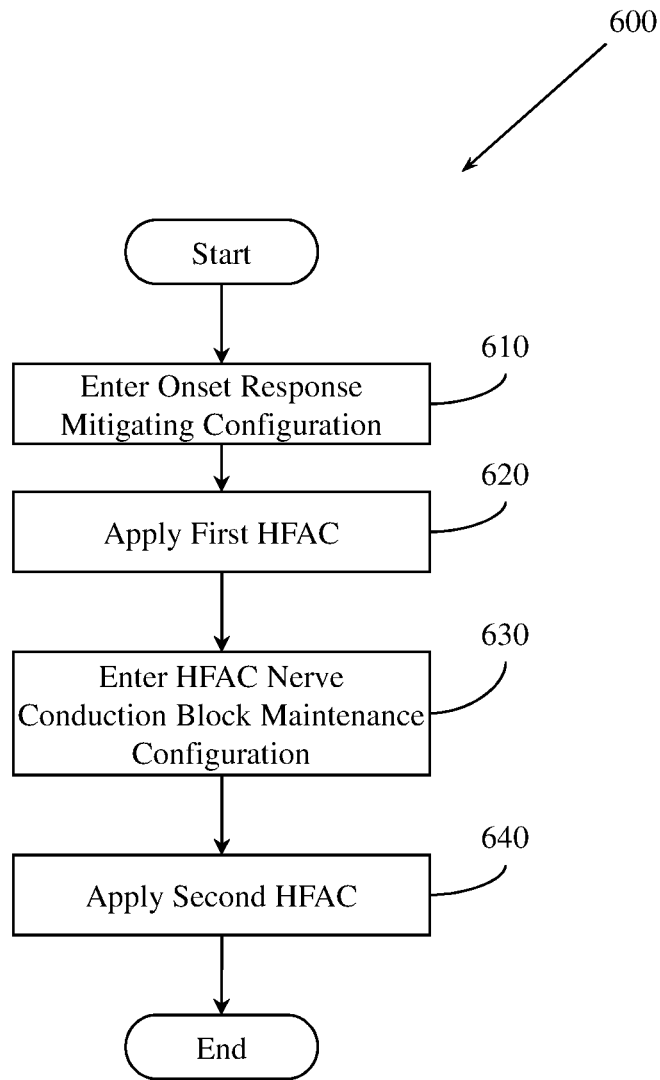 600
Start
610
Enter Onset Response
Mitigating Configuration
620
Apply First HFAC
630
Enter HFAC Nerve
Conduction Block Maintenance
Configuration
640
Apply Second HFAC
End